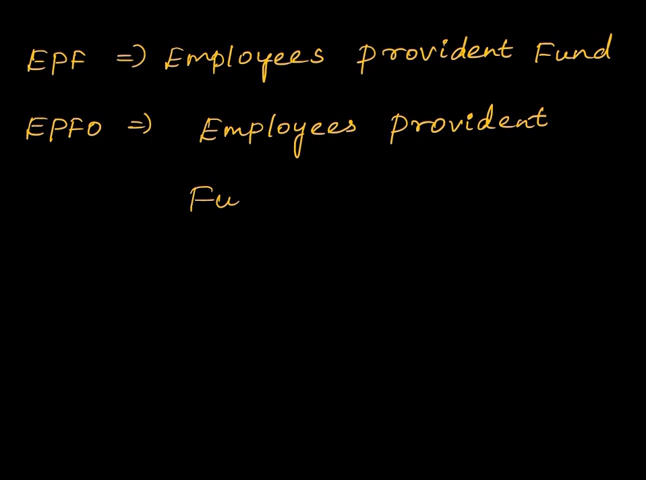 EPF => Employees Provident Fund
EPFO => Employees Provident
Fu